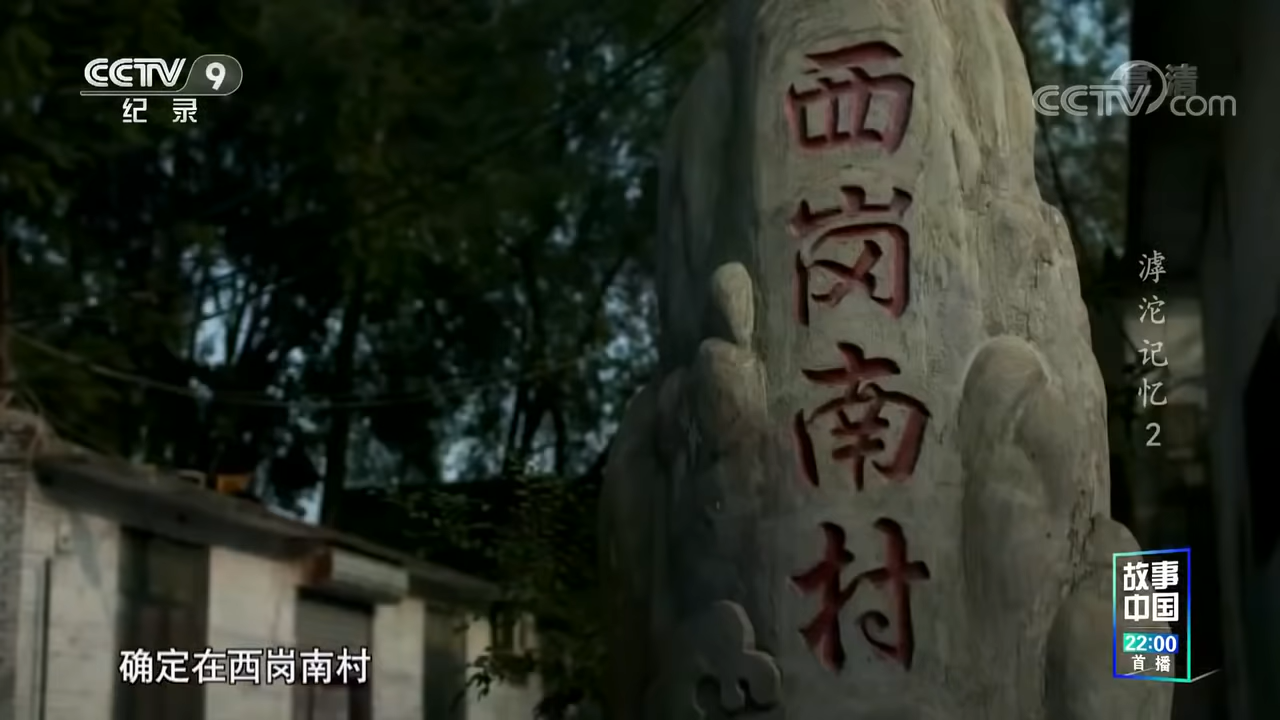 CCTV 9
纪录
高清
CCTV.com
西岗南村
滹沱记忆2
故事
中国
22:00
首播
确定在西岗南村